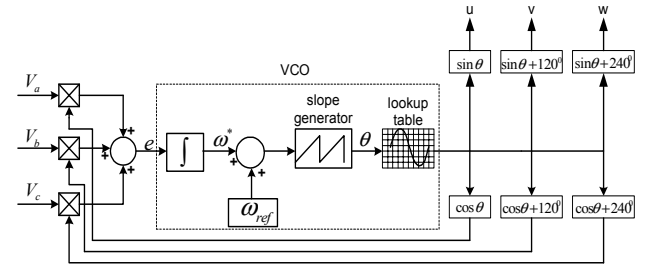 u v w
sinθ sinθ+120⁰ sinθ+240⁰
VCO
slope generator
lookup table
Va
Vb
Vc
+
+
+
e
∫
ω*
+
+
θ
ωref
cosθ cosθ+120⁰ cosθ+240⁰